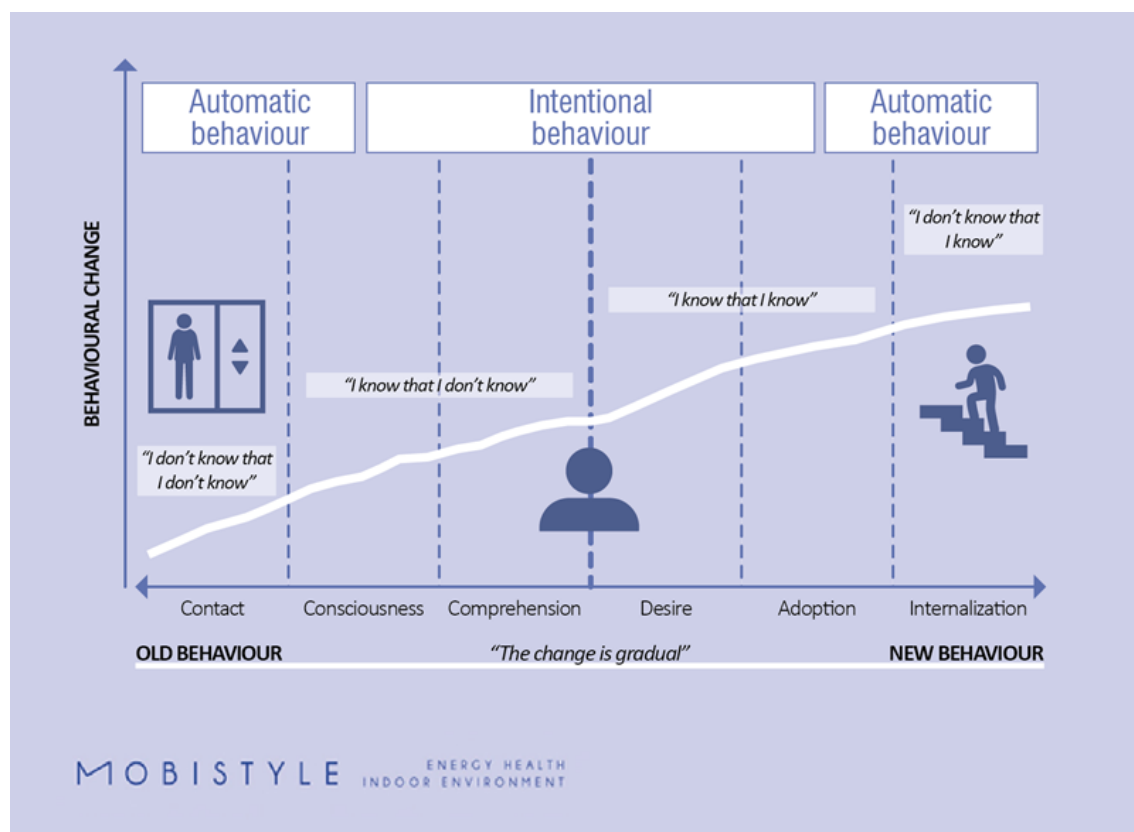 Automatic
behaviour
Intentional
behaviour
Automatic
behaviour
BEHAVIOURAL CHANGE
“I don’t know that
I know”
“I know that I know”
“I know that I don’t know”
“I don’t know that
I don’t know”
Contact
Consciousness
Comprehension
Desire
Adoption
Internalization
OLD BEHAVIOUR
“The change is gradual”
NEW BEHAVIOUR
MOBISTYLE
ENERGY HEALTH
INDOOR ENVIRONMENT